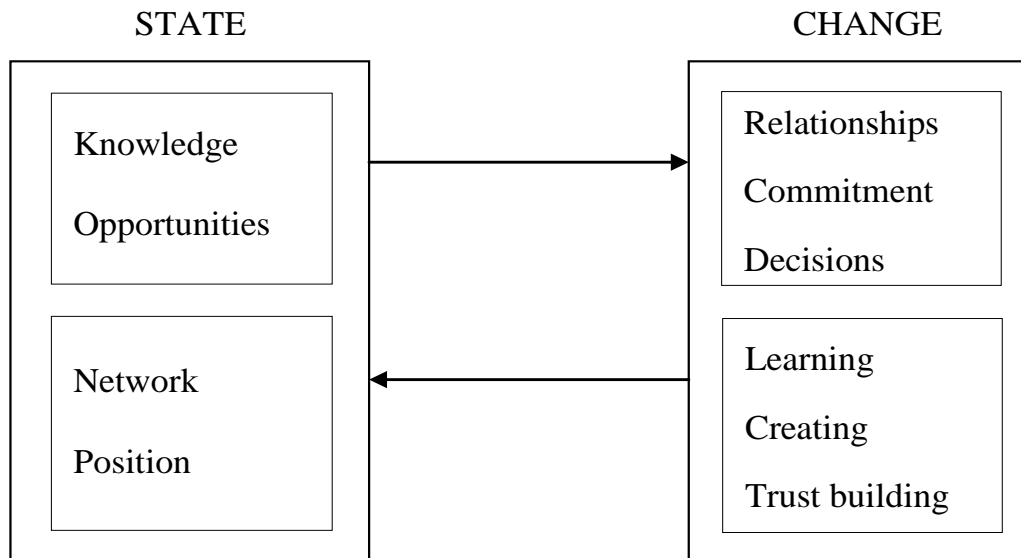 STATE
CHANGE
Knowledge
Opportunities
Network
Position
Relationships
Commitment
Decisions
Learning
Creating
Trust building